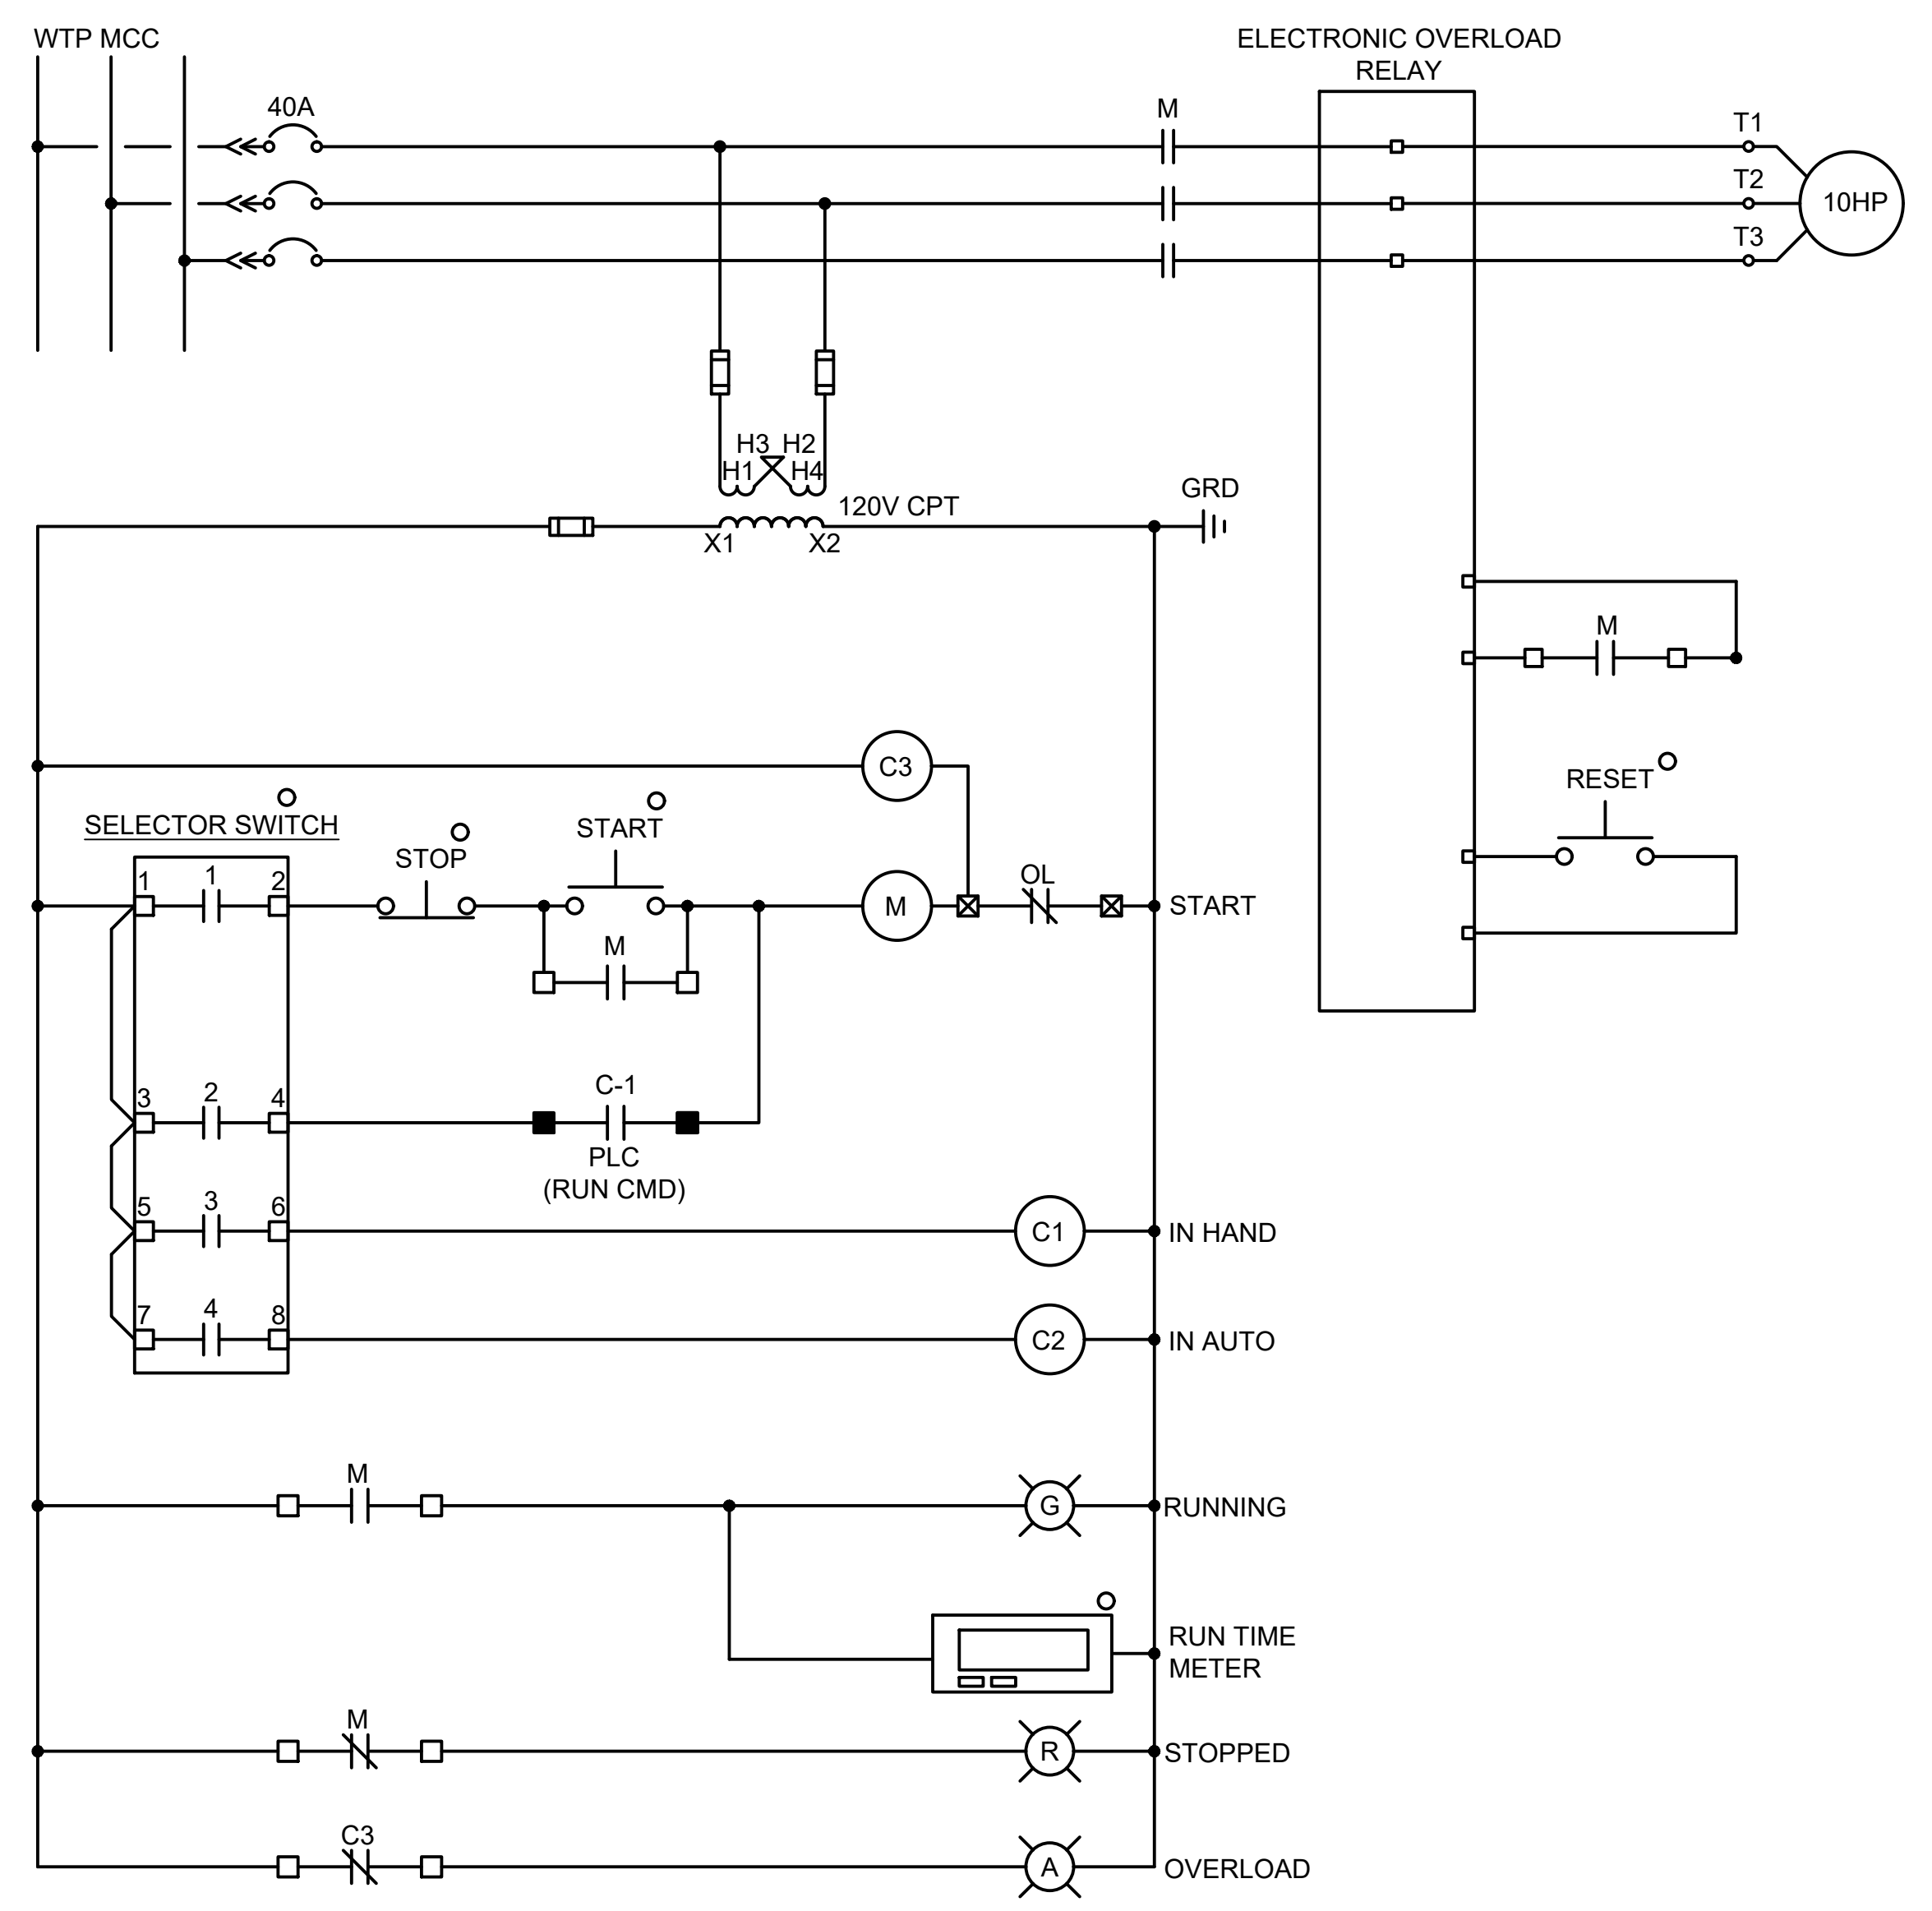 WTP MCC
ELECTRONIC OVERLOAD
RELAY
40A
M
T1
T2
10HP
T3
H3 H2
H1 H4
120V CPT
GRD
X1
X2
M
C3
RESET
SELECTOR SWITCH
START
STOP
1
1
2
OL
M
START
M
3
2
4
C-1
PLC
(RUN CMD)
5
3
6
C1
IN HAND
7
4
8
C2
IN AUTO
M
G
RUNNING
RUN TIME
METER
M
R
STOPPED
C3
A
OVERLOAD